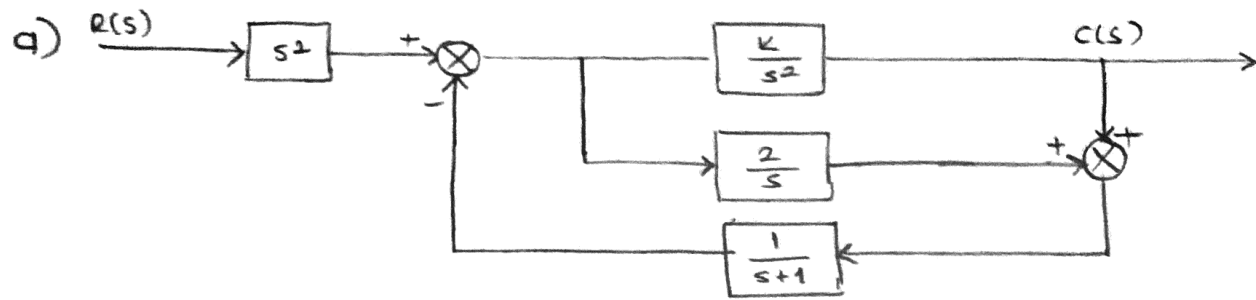 a) R(S) s² + K/s² C(S)
-
2/s + +
1/s+1